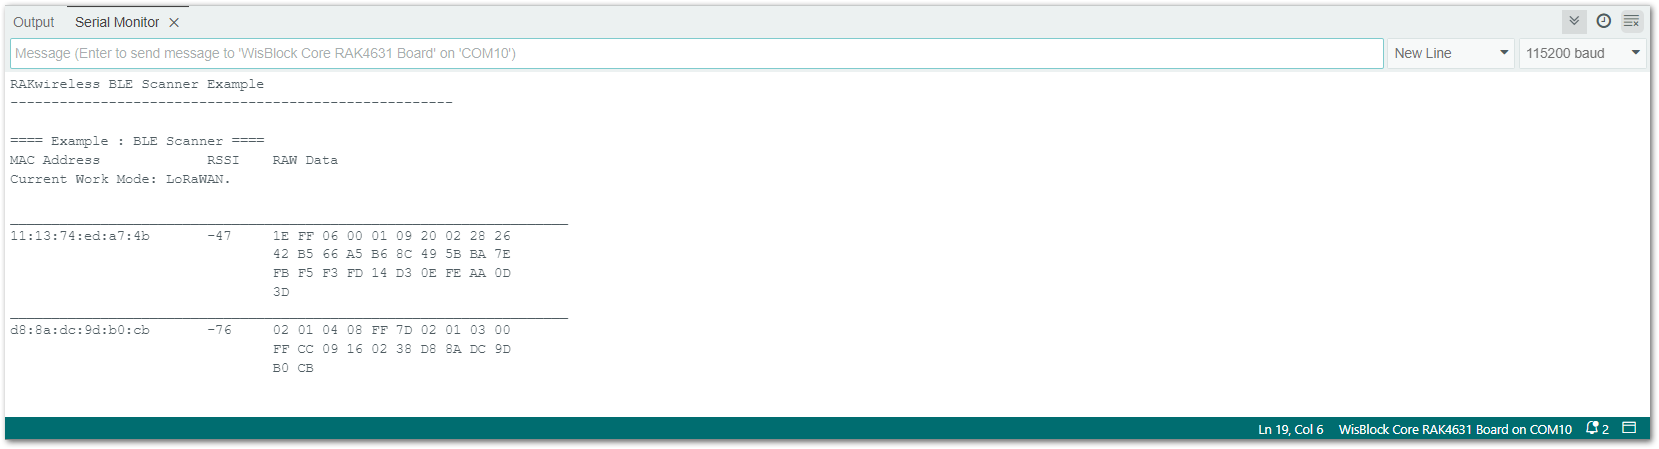 Output Serial Monitor
Message (Enter to send message to 'WisBlock Core RAK4631 Board' on 'COM10') New Line 115200 baud
RAKwireless BLE Scanner Example
------------------------------------------------------
==== Example : BLE Scanner ====
MAC Address RSSI RAW Data
Current Work Mode: LoRaWAN.
____________________________________________________________________
11:13:74:ed:a7:4b -47 1E FF 06 00 01 09 20 02 28 26
42 B5 66 A5 B6 8C 49 5B BA 7E
FB F5 F3 FD 14 D3 0E FE AA 0D
3D
____________________________________________________________________
d8:8a:dc:9d:b0:cb -76 02 01 04 08 FF 7D 02 01 03 00
FF CC 09 16 02 38 D8 8A DC 9D
B0 CB
Ln 19, Col 6 WisBlock Core RAK4631 Board on COM10 2